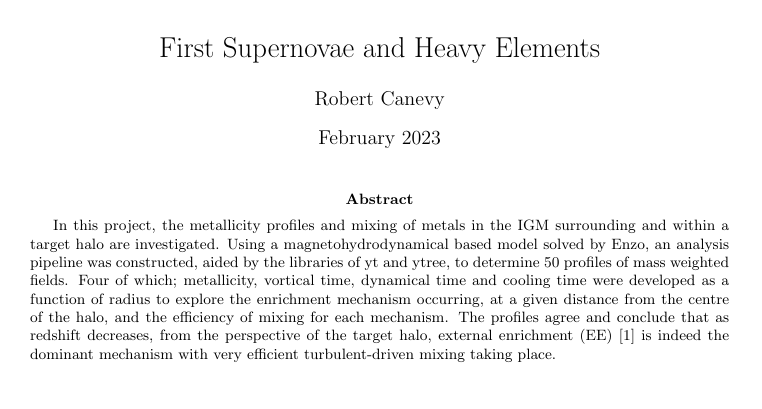 First Supernovae and Heavy Elements
Robert Canevy
February 2023
Abstract
In this project, the metallicity profiles and mixing of metals in the IGM surrounding and within a
target halo are investigated. Using a magnetohydrodynamical based model solved by Enzo, an analysis
pipeline was constructed, aided by the libraries of yt and ytree, to determine 50 profiles of mass weighted
fields. Four of which; metallicity, vortical time, dynamical time and cooling time were developed as a
function of radius to explore the enrichment mechanism occurring, at a given distance from the centre
of the halo, and the efficiency of mixing for each mechanism. The profiles agree and conclude that as
redshift decreases, from the perspective of the target halo, external enrichment (EE) [1] is indeed the
dominant mechanism with very efficient turbulent-driven mixing taking place.